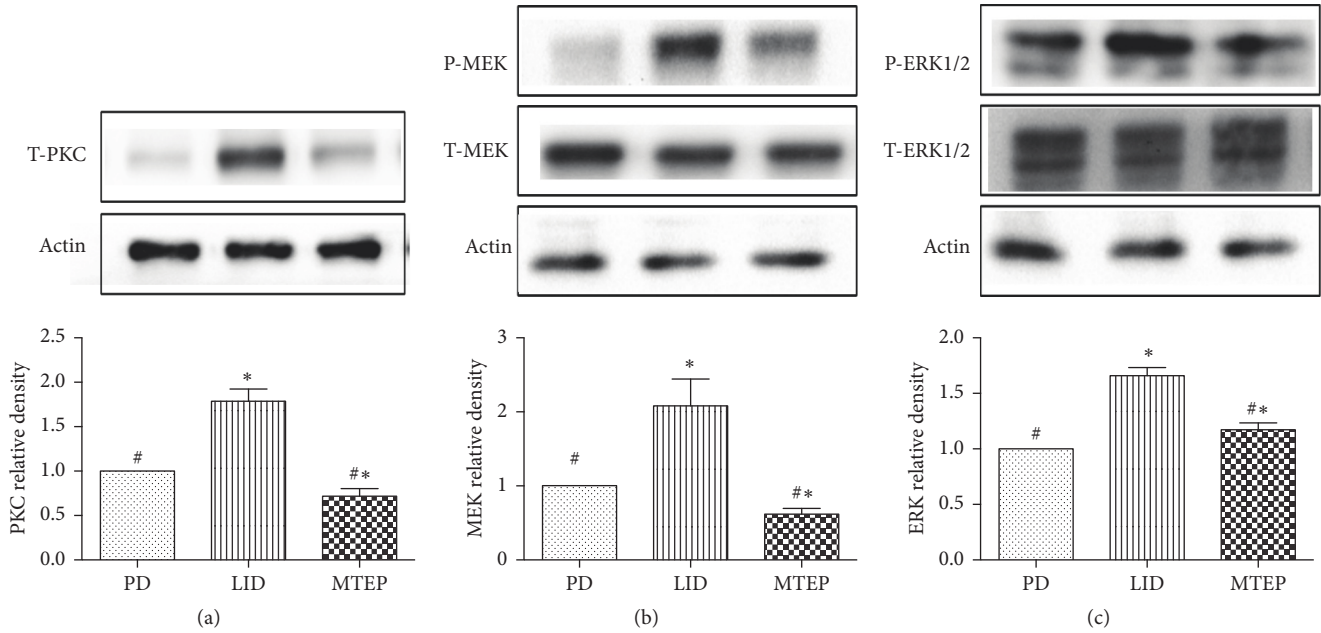 T-PKC
Actin
PKC relative density
2.5
2.0
1.5
1.0
0.5
0.0
#
*
#*
PD LID MTEP
(a)
P-MEK
T-MEK
Actin
MEK relative density
3
2
1
0
#
*
#*
PD LID MTEP
(b)
P-ERK1/2
T-ERK1/2
Actin
ERK relative density
2.0
1.5
1.0
0.5
0.0
#
*
#*
PD LID MTEP
(c)